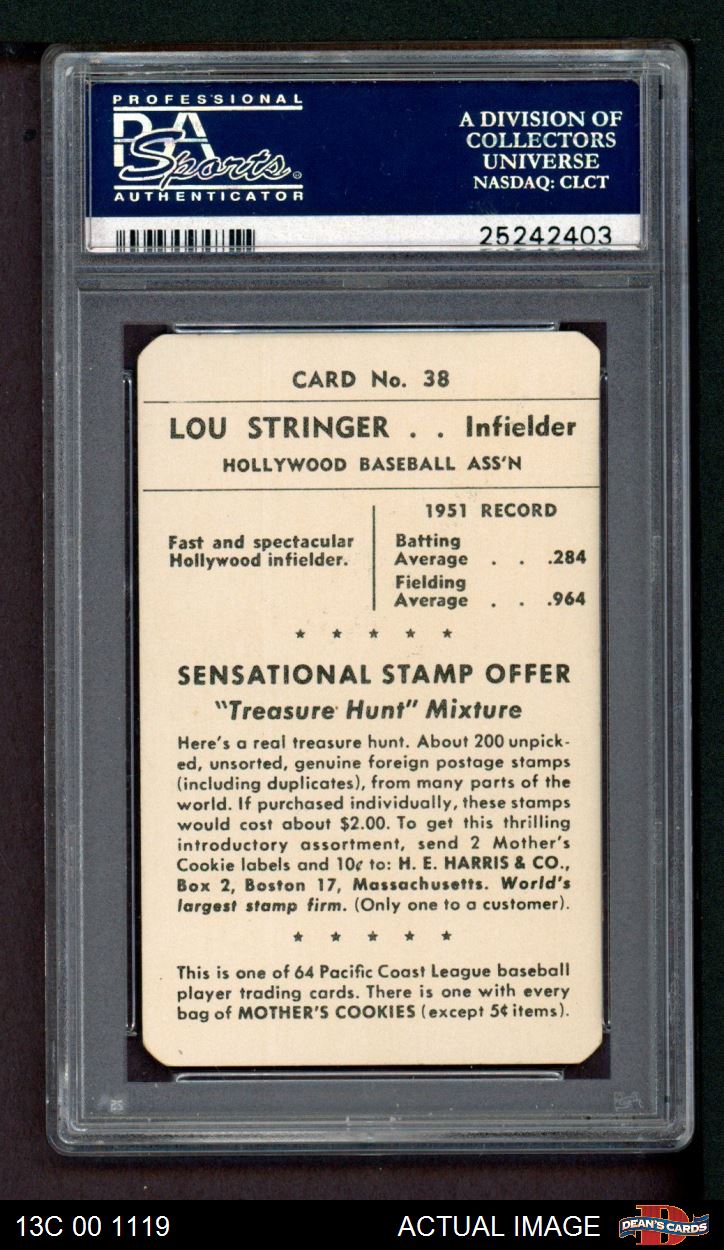 PROFESSIONAL
PSA
Sports
AUTHENTICATOR
A DIVISION OF
COLLECTORS
UNIVERSE
NASDAQ: CLCT
25242403
CARD No. 38
LOU STRINGER . . Infielder
HOLLYWOOD BASEBALL ASS'N
Fast and spectacular
Hollywood infielder.
1951 RECORD
Batting
Average . . .284
Fielding
Average . . .964
★ ★ ★ ★ ★
SENSATIONAL STAMP OFFER
"Treasure Hunt" Mixture
Here's a real treasure hunt. About 200 unpick-
ed, unsorted, genuine foreign postage stamps
(including duplicates), from many parts of the
world. If purchased individually, these stamps
would cost about $2.00. To get this thrilling
introductory assortment, send 2 Mother's
Cookie labels and 10¢ to: H. E. HARRIS & CO.,
Box 2, Boston 17, Massachusetts. World's
largest stamp firm. (Only one to a customer).
★ ★ ★ ★ ★
This is one of 64 Pacific Coast League baseball
player trading cards. There is one with every
bag of MOTHER'S COOKIES (except 5¢ items).
13C 00 1119
ACTUAL IMAGE
DEAN'S CARDS